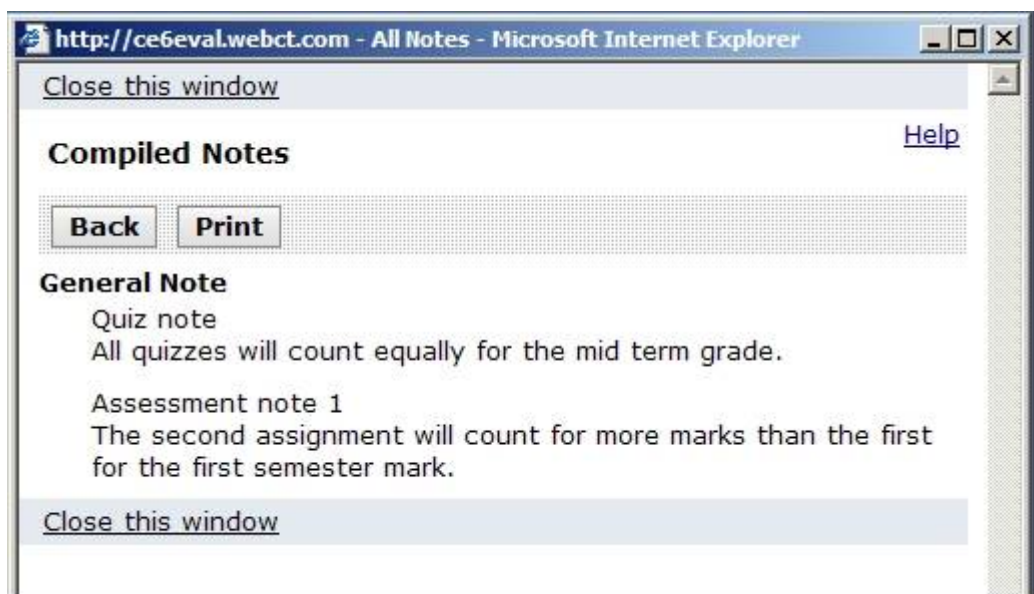 http://ce6eval.webct.com - All Notes - Microsoft Internet Explorer
Close this window
Help
Compiled Notes
Back Print
General Note
Quiz note
All quizzes will count equally for the mid term grade.
Assessment note 1
The second assignment will count for more marks than the first
for the first semester mark.
Close this window